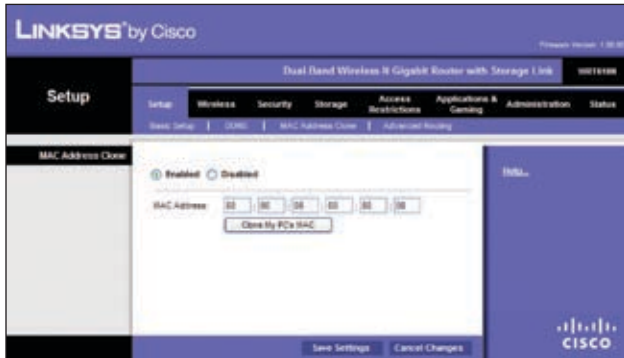 LINKSYS® by Cisco
Firmware Version: 1.00.00
Dual Band Wireless-N Gigabit Router with Storage Link
Setup
Setup Wireless Security Storage Access Restrictions Applications & Gaming Administration Status
Basic Setup | DDNS | MAC Address Clone | Advanced Routing
MAC Address Clone
Enabled Disabled
Help...
MAC Address: 00 : 00 : 00 : 00 : 00 : 00
Clone My PC's MAC
Save Settings Cancel Changes
CISCO